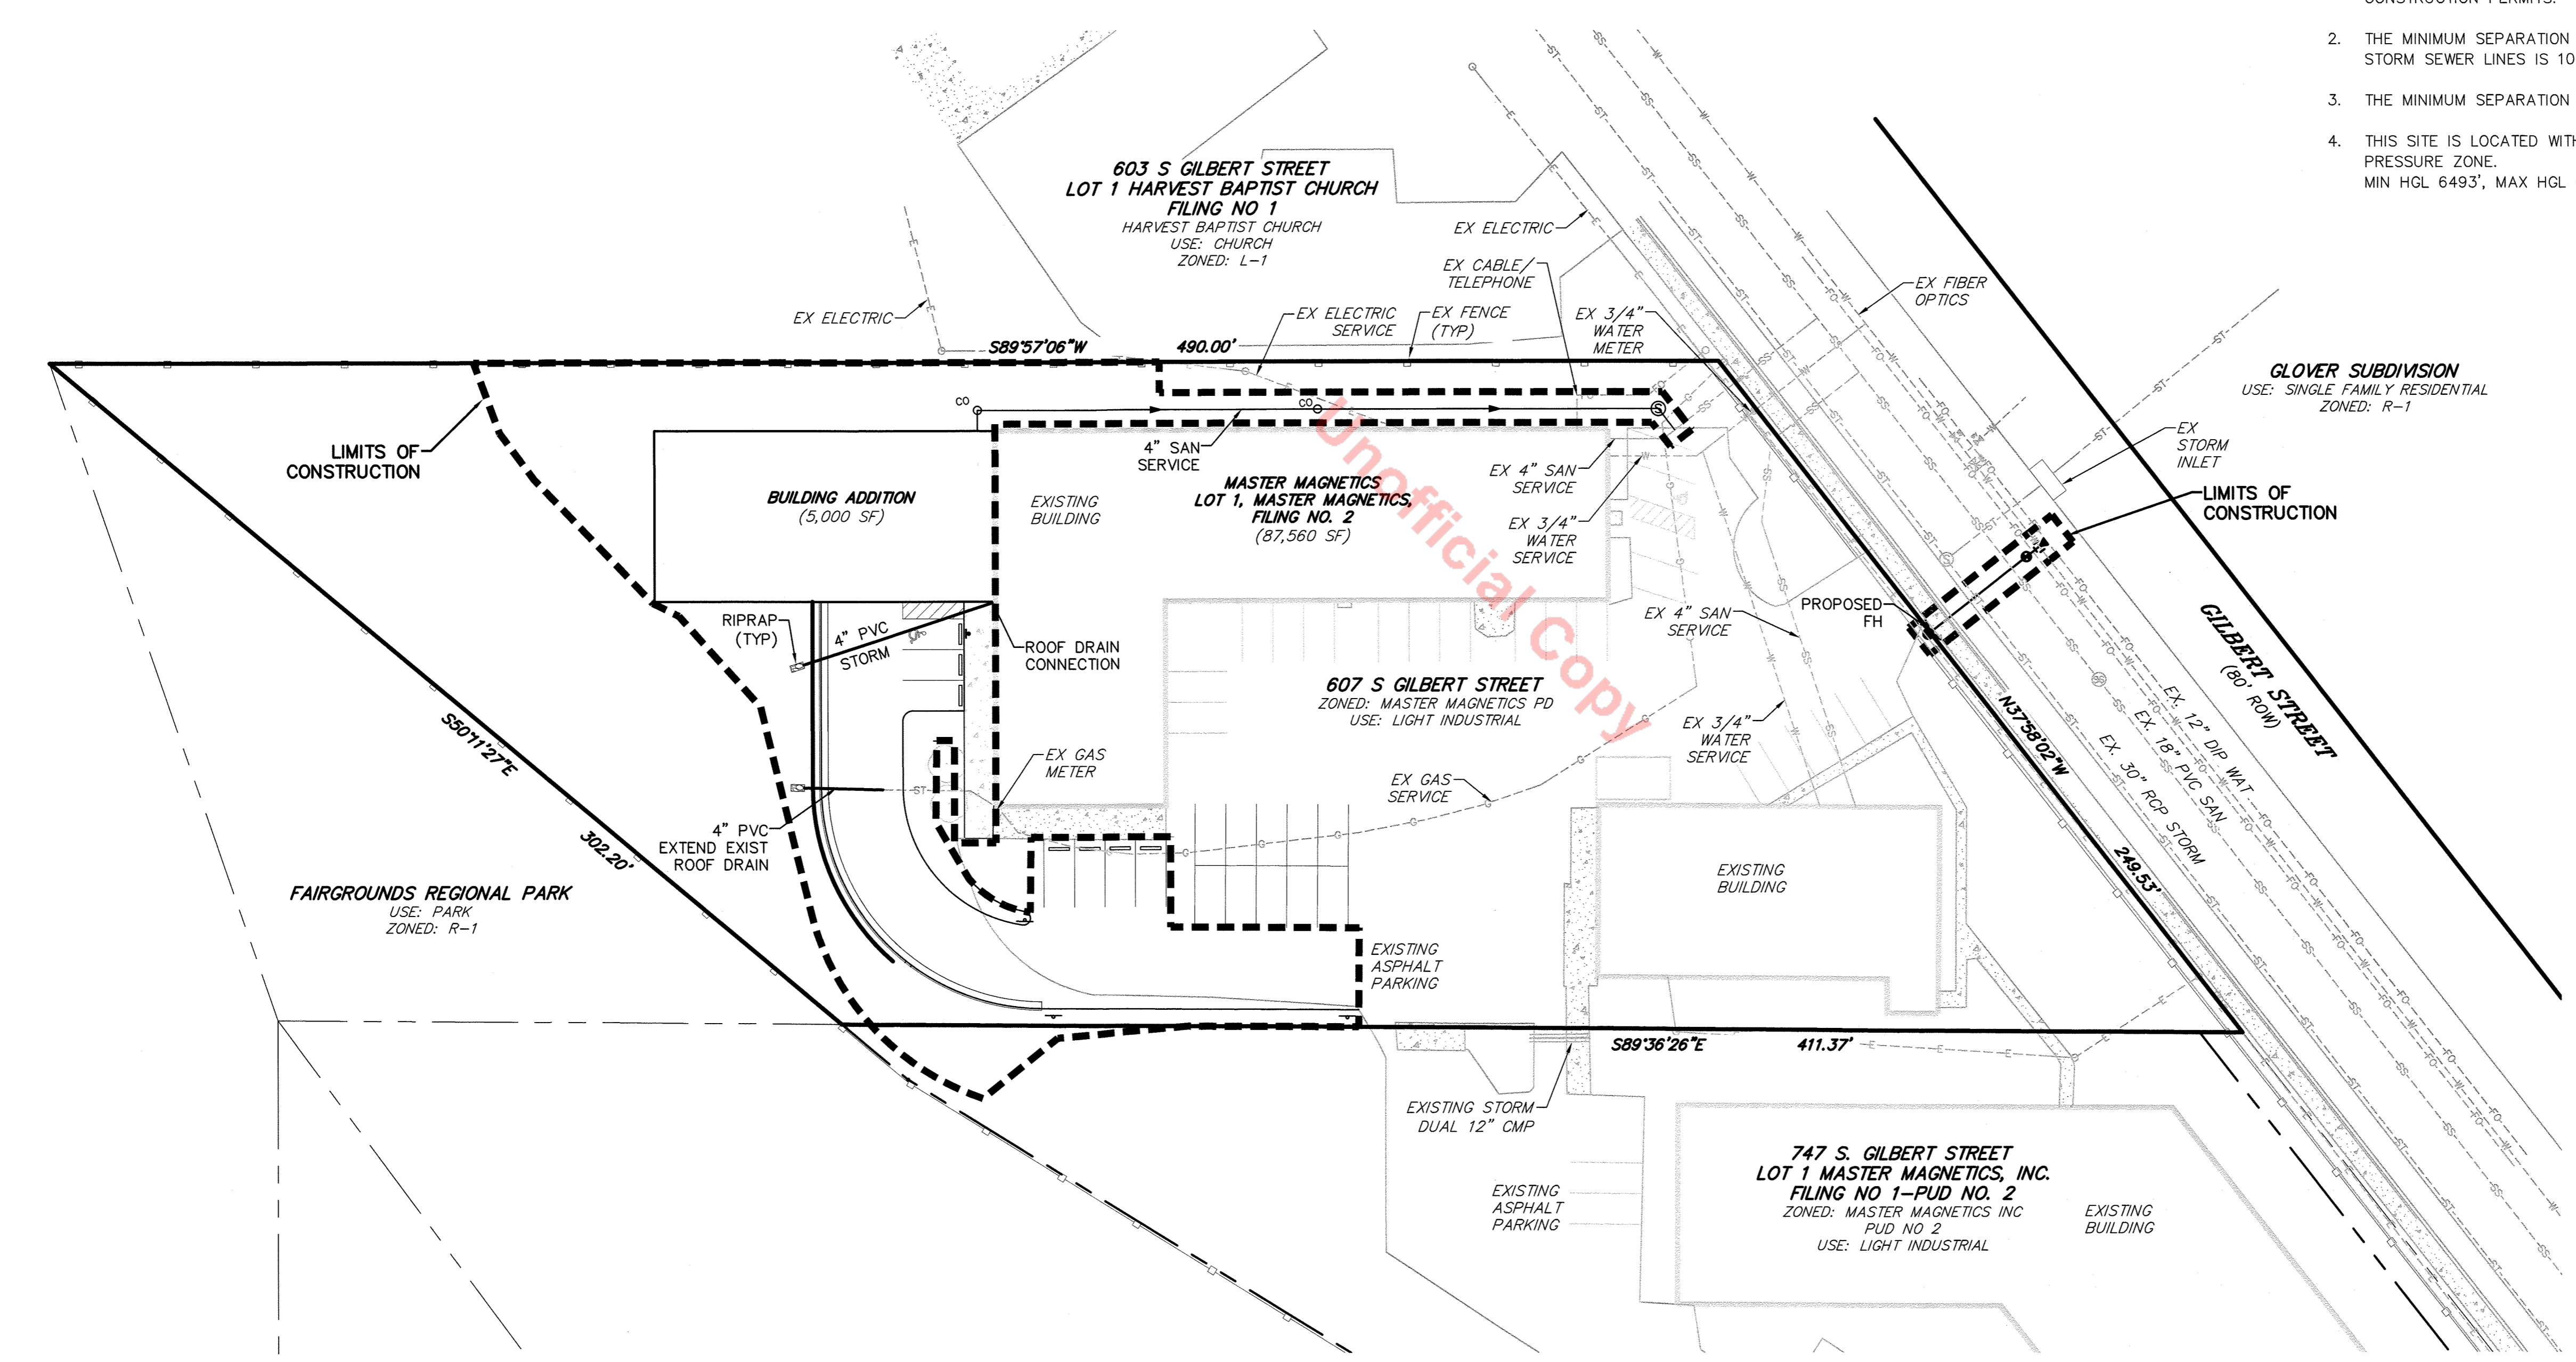 CONSTRUCTION PERMITS.
2. THE MINIMUM SEPARATION
STORM SEWER LINES IS 10
3. THE MINIMUM SEPARATION
4. THIS SITE IS LOCATED WITH
PRESSURE ZONE.
MIN HGL 6493', MAX HGL
603 S GILBERT STREET
LOT 1 HARVEST BAPTIST CHURCH
FILING NO 1
HARVEST BAPTIST CHURCH
USE: CHURCH
ZONED: L-1
EX ELECTRIC
EX CABLE/
TELEPHONE
EX FIBER
OPTICS
EX ELECTRIC
EX ELECTRIC
SERVICE
EX FENCE
(TYP)
EX 3/4"
WATER
METER
S89°57'06"W 490.00'
GLOVER SUBDIVISION
USE: SINGLE FAMILY RESIDENTIAL
ZONED: R-1
EX
STORM
INLET
LIMITS OF
CONSTRUCTION
LIMITS OF
CONSTRUCTION
CO
CO
4" SAN
SERVICE
EX 4" SAN
SERVICE
EX 3/4"
WATER
SERVICE
BUILDING ADDITION
(5,000 SF)
EXISTING
BUILDING
MASTER MAGNETICS
LOT 1, MASTER MAGNETICS,
FILING NO. 2
(87,560 SF)
Unofficial Copy
RIPRAP
(TYP)
4" PVC
STORM
ROOF DRAIN
CONNECTION
EX 4" SAN
SERVICE
PROPOSED
FH
GILBERT STREET
(80' ROW)
607 S GILBERT STREET
ZONED: MASTER MAGNETICS PD
USE: LIGHT INDUSTRIAL
EX 3/4"
WATER
SERVICE
N37°58'02"W
249.53'
EX. 12" DIP WAT
EX. 18" PVC SAN
EX. 30" RCP STORM
S50°11'27"E
302.20'
EX GAS
METER
EX GAS
SERVICE
4" PVC
EXTEND EXIST
ROOF DRAIN
EXISTING
BUILDING
FAIRGROUNDS REGIONAL PARK
USE: PARK
ZONED: R-1
EXISTING
ASPHALT
PARKING
S89°36'26"E 411.37'
EXISTING STORM
DUAL 12" CMP
747 S. GILBERT STREET
LOT 1 MASTER MAGNETICS, INC.
FILING NO 1-PUD NO. 2
ZONED: MASTER MAGNETICS INC
PUD NO 2
USE: LIGHT INDUSTRIAL
EXISTING
ASPHALT
PARKING
EXISTING
BUILDING